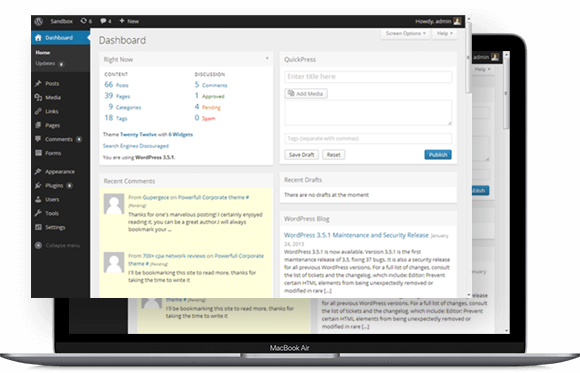 Sandbox 6 4 + New Howdy, admin
Dashboard
Home
Updates
Posts
Media
Links
Pages
Comments
Forms
Appearance
Plugins
Users
Tools
Settings
Collapse menu
Dashboard
Screen Options Help
Right Now
CONTENT DISCUSSION
66 Posts 5 Comments
39 Pages 1 Approved
9 Categories 4 Pending
18 Tags 0 Spam
Theme Twenty Twelve with 6 Widgets
Search Engines Discouraged
You are using WordPress 3.5.1.
Recent Comments
From Gupergece on Powerfull Corporate theme #
[Pending]
Thanks for one's marvelous posting! I certainly enjoyed
reading it, you can be a great author.I will always
bookmark your ...
From 700+ cpa network reviews on Powerfull Corporate
theme # [Pending]
I'll be bookmarking this site to read more. thanks for
taking the time to write it
QuickPress
Enter title here
Add Media
Tags (separate with commas)
Save Draft Reset Publish
Recent Drafts
There are no drafts at the moment
WordPress Blog
WordPress 3.5.1 Maintenance and Security Release January
24, 2013
WordPress 3.5.1 is now available. Version 3.5.1 is the first
maintenance release of 3.5, fixing 37 bugs. It is also a security
release for all previous WordPress versions. For a full list of changes, consult
the list of tickets and the changelog, which include: Editor: Prevent
certain HTML elements from being unexpectedly removed or
modified in rare [...]
admin
Help
Publish
theme # [Pending]
I'll be bookmarking this site to read more. thanks for
taking the time to write it
for all previous WordPress versions. For a full list of changes, consult
the list of tickets and the changelog, which include: Editor: Prevent
certain HTML elements from being unexpectedly removed or
modified in rare [...]
MacBook Air